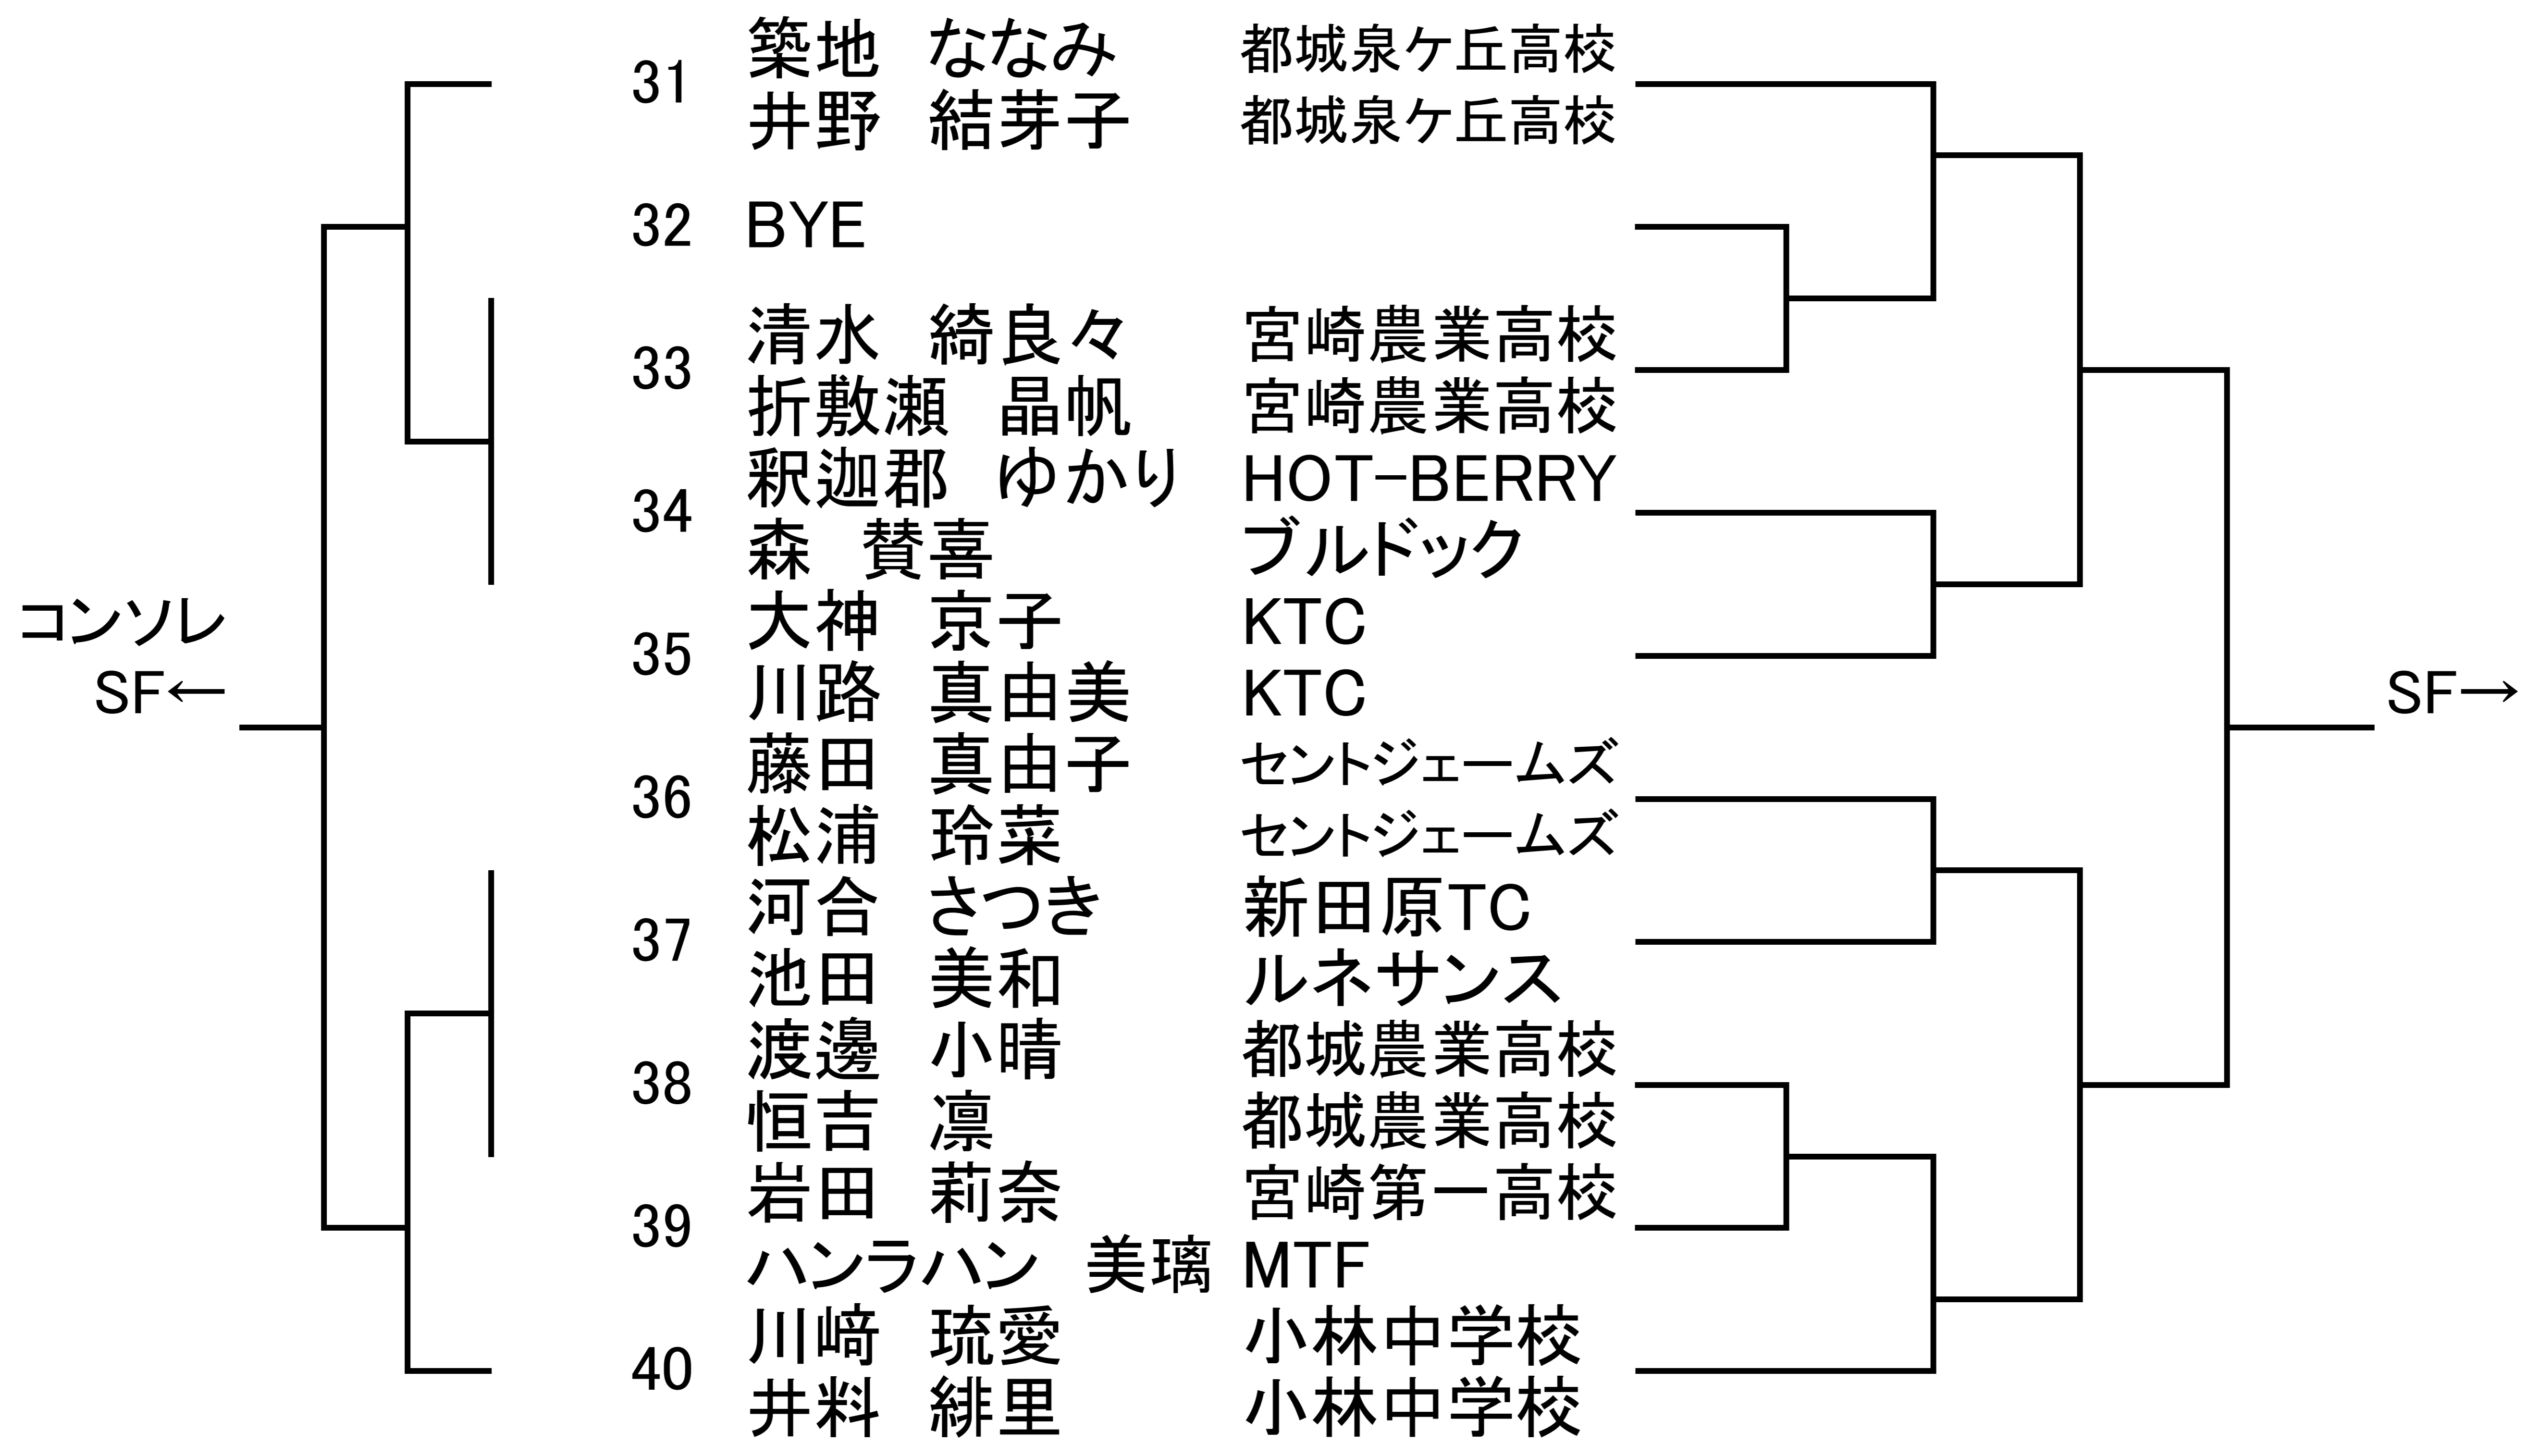 31 築地 ななみ 都城泉ケ丘高校
井野 結芽子 都城泉ケ丘高校
32 BYE
33 清水 綺良々 宮崎農業高校
折敷瀬 晶帆 宮崎農業高校
34 釈迦郡 ゆかり HOT-BERRY
森 賛喜 ブルドック
コンソレ
SF←
35 大神 京子 KTC
川路 真由美 KTC
SF→
36 藤田 真由子 セントジェームズ
松浦 玲菜 セントジェームズ
37 河合 さつき 新田原TC
池田 美和 ルネサンス
38 渡邊 小晴 都城農業高校
恒吉 凛 都城農業高校
39 岩田 莉奈 宮崎第一高校
ハンラハン 美璃 MTF
40 川﨑 琉愛 小林中学校
井料 緋里 小林中学校